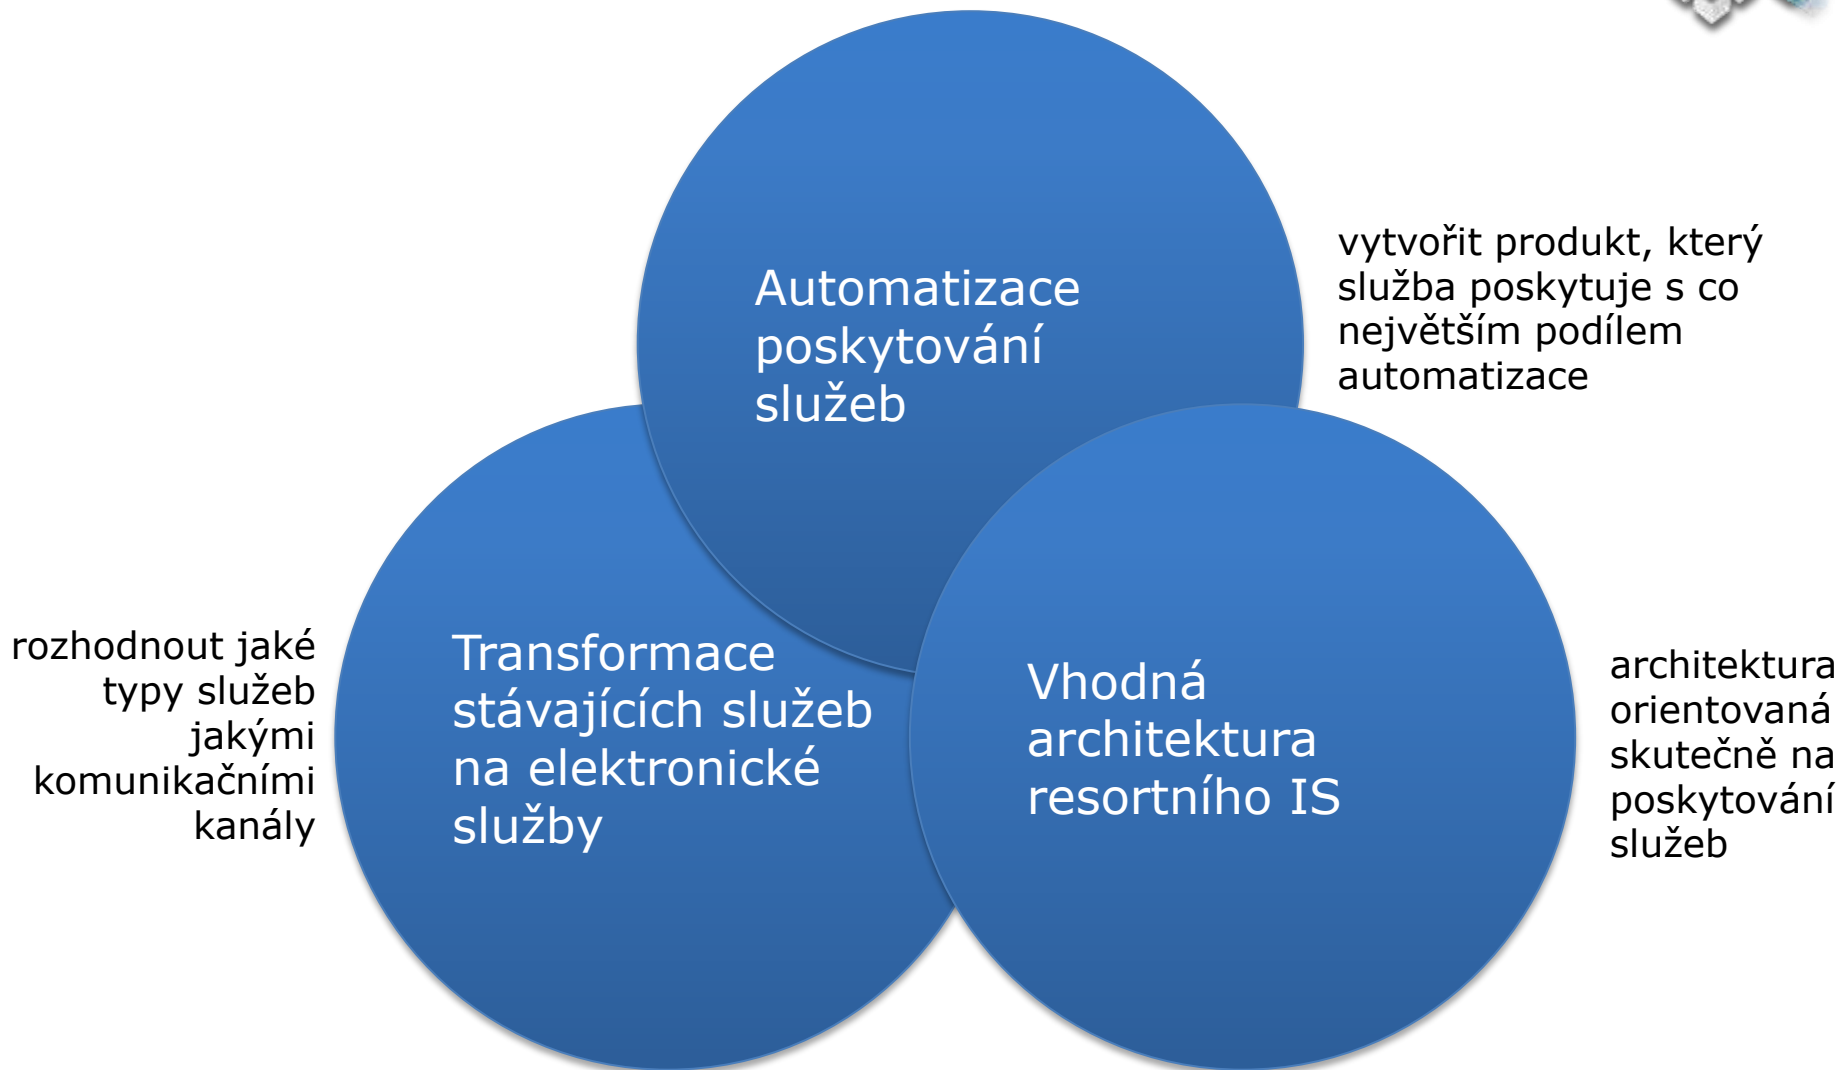 Automatizace
poskytování
služeb
vytvořit produkt, který
služba poskytuje s co
největším podílem
automatizace
rozhodnout jaké
typy služeb
jakými
komunikačními
kanály
Transformace
stávajících služeb
na elektronické
služby
Vhodná
architektura
resortního IS
architektura
orientovaná
skutečně na
poskytování
služeb